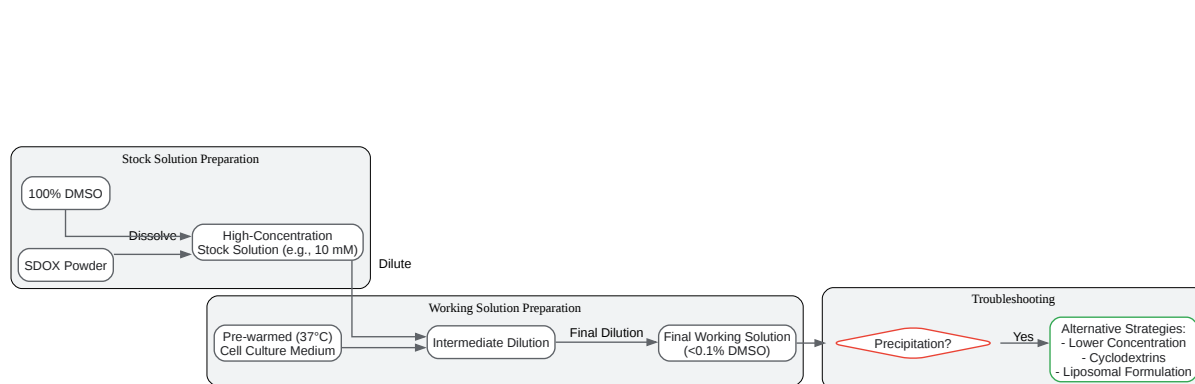 Stock Solution Preparation
100% DMSO
Dissolve
High-Concentration
Stock Solution (e.g., 10 mM)
SDOX Powder
Dilute
Working Solution Preparation
Pre-warmed (37°C)
Cell Culture Medium
Intermediate Dilution
Final Dilution
Final Working Solution
(<0.1% DMSO)
Troubleshooting
Precipitation?
Yes
Alternative Strategies:
- Lower Concentration
- Cyclodextrins
- Liposomal Formulation